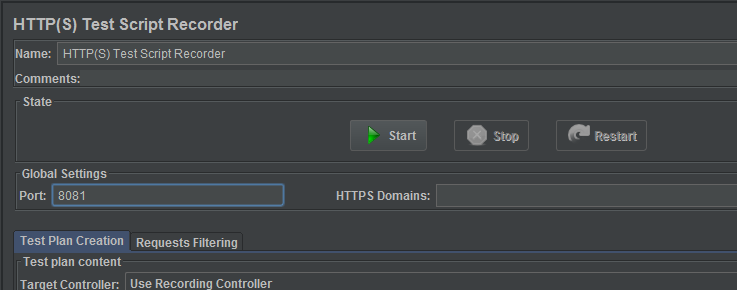 HTTP(S) Test Script Recorder
Name: HTTP(S) Test Script Recorder
Comments:
State
Start Stop Restart
Global Settings
Port: 8081 HTTPS Domains:
Test Plan Creation Requests Filtering
Test plan content
Target Controller: Use Recording Controller